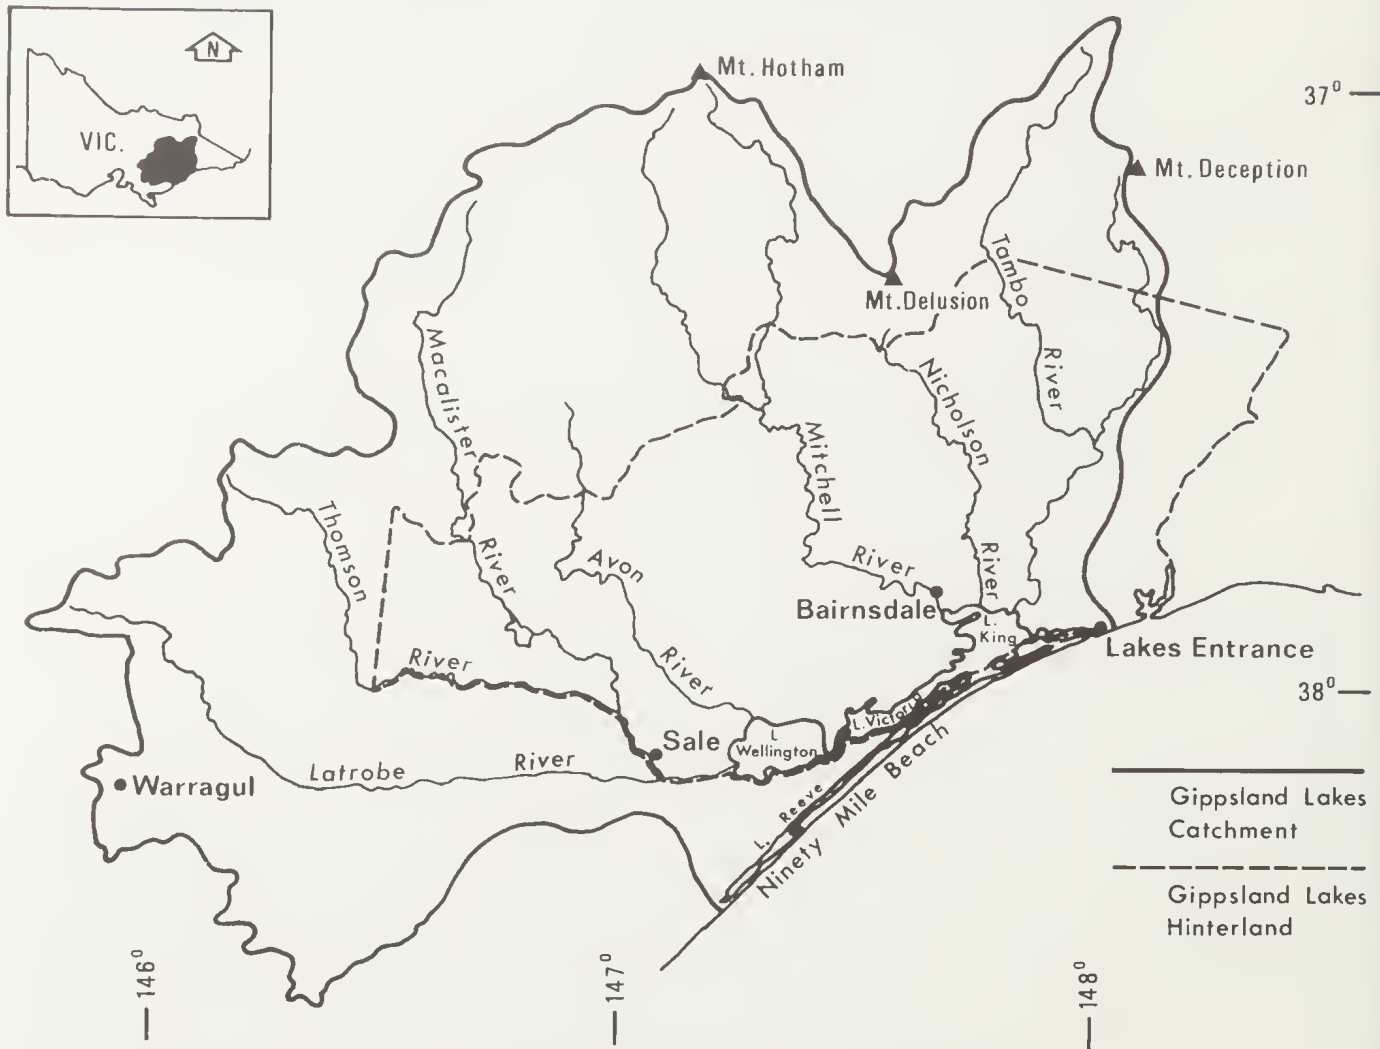 N
VIC.
Mt. Hotham
37°
Mt. Deception
Mt. Delusion
Tambo
River
Macalister
River
Nicholson
River
Mitchell
River
Thomson
River
Avon
River
Bairnsdale
L.
King
Lakes Entrance
38°
L. Victoria
Sale
L
Wellington
Latrobe River
Warragul
L. Reeve
Ninety Mile Beach
Gippsland Lakes
Catchment
Gippsland Lakes
Hinterland
146°
147°
148°